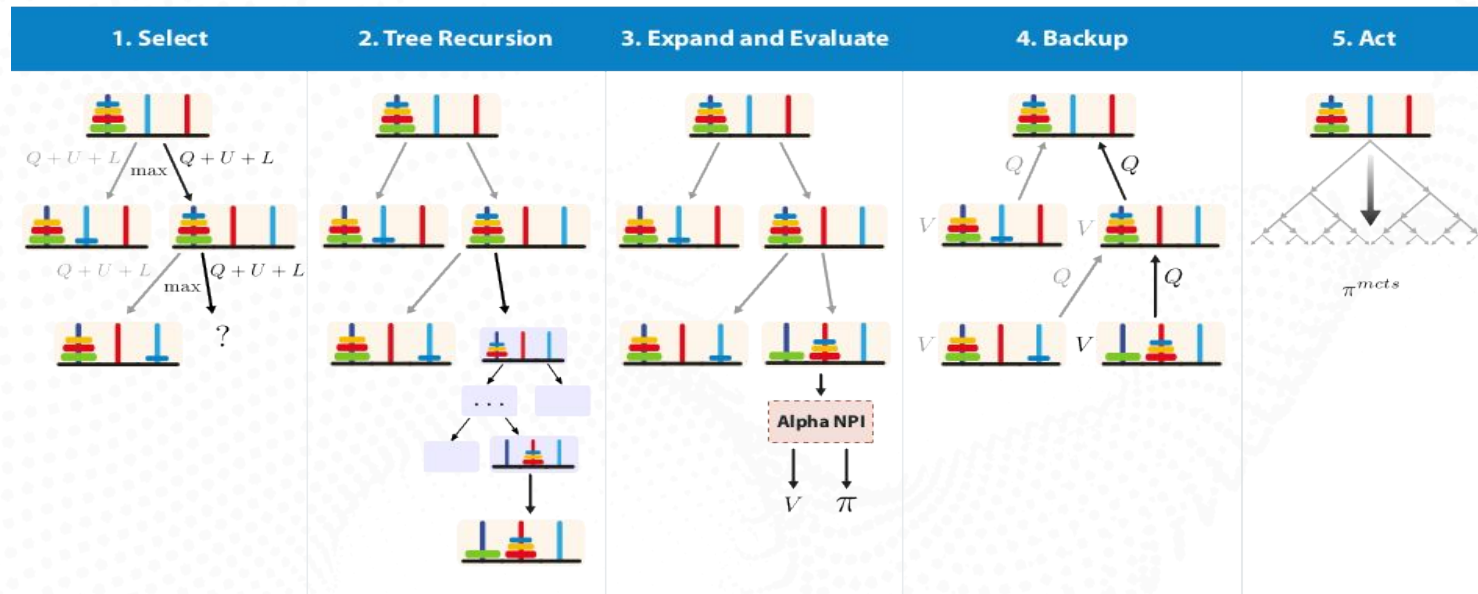 1. Select
2. Tree Recursion
3. Expand and Evaluate
4. Backup
5. Act
Q + U + L
max
Q + U + L
Q + U + L
max
Q + U + L
?
. . .
Alpha NPI
V
π
Q
Q
V
V
Q
Q
V
V
π^{mcts}